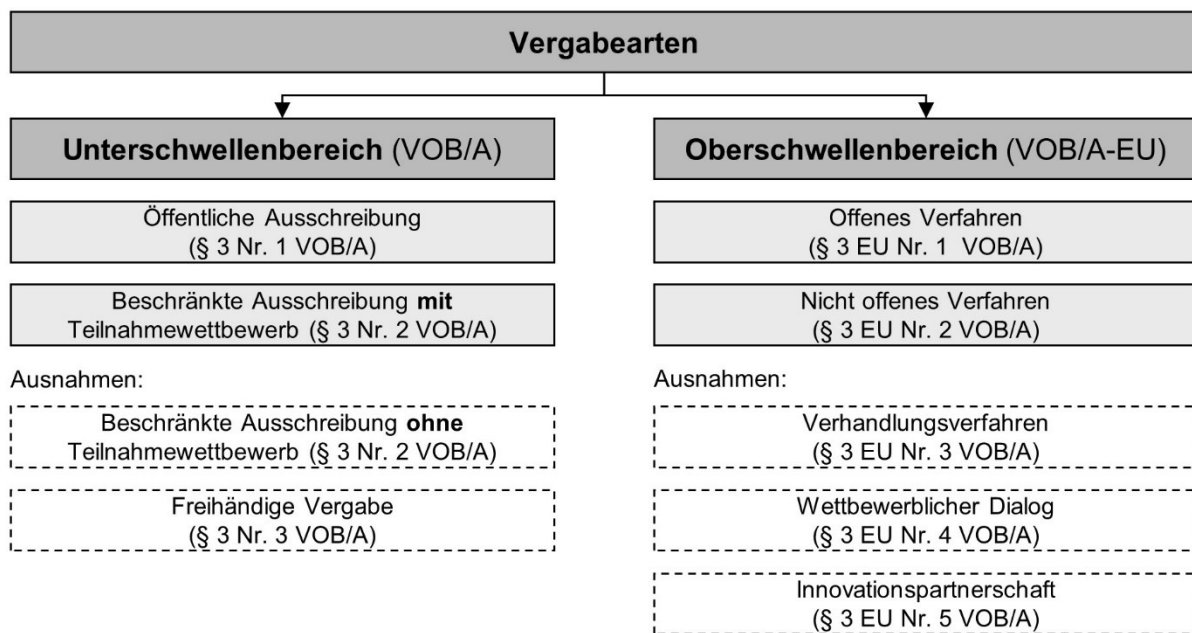 Vergabearten
Unterschwellenbereich (VOB/A)
Öffentliche Ausschreibung
(§ 3 Nr. 1 VOB/A)
Beschränkte Ausschreibung mit
Teilnahmewettbewerb (§ 3 Nr. 2 VOB/A)
Ausnahmen:
Beschränkte Ausschreibung ohne
Teilnahmewettbewerb (§ 3 Nr. 2 VOB/A)
Freihändige Vergabe
(§ 3 Nr. 3 VOB/A)
Oberschwellenbereich (VOB/A-EU)
Offenes Verfahren
(§ 3 EU Nr. 1 VOB/A)
Nicht offenes Verfahren
(§ 3 EU Nr. 2 VOB/A)
Ausnahmen:
Verhandlungsverfahren
(§ 3 EU Nr. 3 VOB/A)
Wettbewerblicher Dialog
(§ 3 EU Nr. 4 VOB/A)
Innovationspartnerschaft
(§ 3 EU Nr. 5 VOB/A)